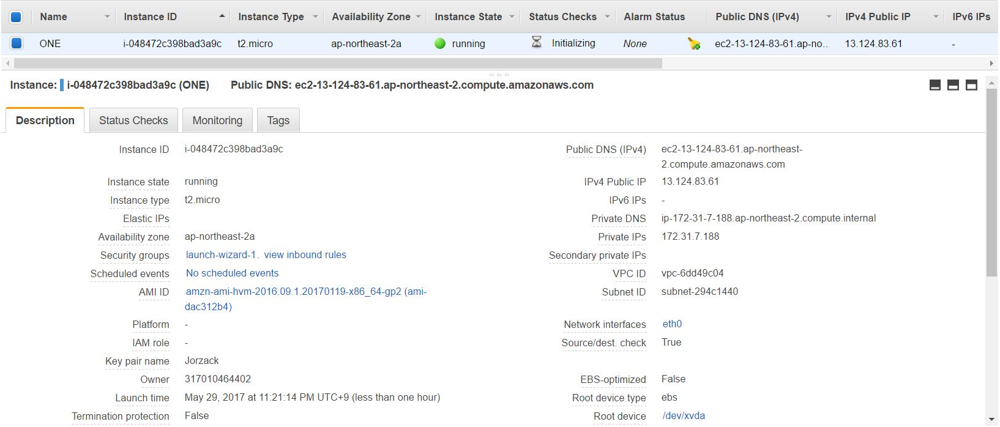 Name Instance ID Instance Type Availability Zone Instance State Status Checks Alarm Status Public DNS (IPv4) IPv4 Public IP IPv6 IPs
ONE i-048472c398bad3a9c t2.micro ap-northeast-2a running Initializing None ec2-13-124-83-61.ap-no... 13.124.83.61 -
Instance: i-048472c398bad3a9c (ONE) Public DNS: ec2-13-124-83-61.ap-northeast-2.compute.amazonaws.com
Description Status Checks Monitoring Tags
Instance ID i-048472c398bad3a9c
Instance state running
Instance type t2.micro
Elastic IPs
Availability zone ap-northeast-2a
Security groups launch-wizard-1. view inbound rules
Scheduled events No scheduled events
AMI ID amzn-ami-hvm-2016.09.1.20170119-x86_64-gp2 (ami-
dac312b4)
Platform -
IAM role -
Key pair name Jorzack
Owner 317010464402
Launch time May 29, 2017 at 11:21:14 PM UTC+9 (less than one hour)
Termination protection False
Public DNS (IPv4) ec2-13-124-83-61.ap-northeast-
2.compute.amazonaws.com
IPv4 Public IP 13.124.83.61
IPv6 IPs -
Private DNS ip-172-31-7-188.ap-northeast-2.compute.internal
Private IPs 172.31.7.188
Secondary private IPs
VPC ID vpc-6dd49c04
Subnet ID subnet-294c1440
Network interfaces eth0
Source/dest. check True
EBS-optimized False
Root device type ebs
Root device /dev/xvda